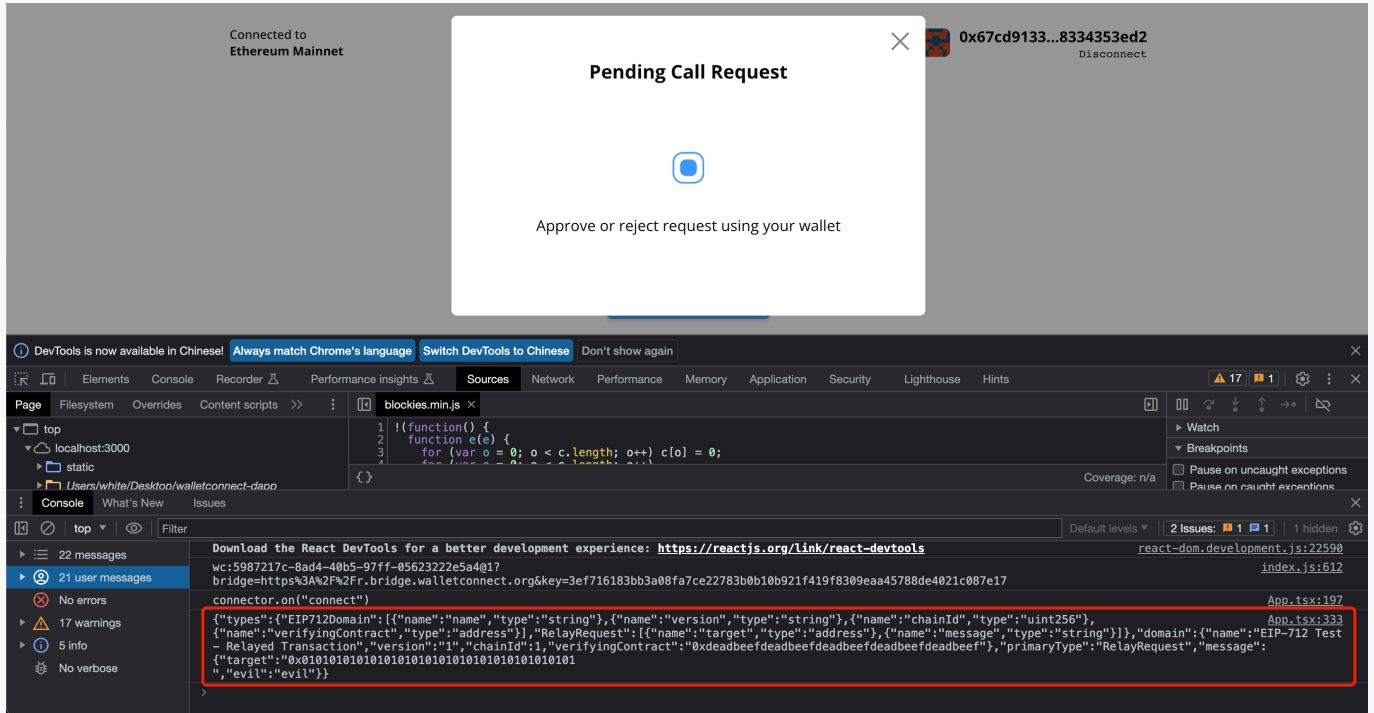 Connected to
Ethereum Mainnet
0x67cd9133...8334353ed2
Disconnect
Pending Call Request
Approve or reject request using your wallet
DevTools is now available in Chinese! Always match Chrome's language Switch DevTools to Chinese Don't show again
Elements Console Recorder Performance insights Sources Network Performance Memory Application Security Lighthouse Hints 17 1
Page Filesystem Overrides Content scripts blockies.min.js
top
localhost:3000
static
Users/white/Desktop/walletconnect-dapp
1 !(function() {
2 function e(e) {
3 for (var o = 0; o < c.length; o++) c[o] = 0;
{} Coverage: n/a
Watch
Breakpoints
Pause on uncaught exceptions
Pause on caught exceptions
Console What's New Issues
top Filter Default levels 2 Issues: 1 1 1 hidden
22 messages
21 user messages
No errors
17 warnings
5 info
No verbose
Download the React DevTools for a better development experience: https://reactjs.org/link/react-devtools react-dom.development.js:22590
wc:5987217c-8ad4-40b5-97ff-05623222e5a4@1? index.js:612
bridge=https%3A%2F%2Fr.bridge.walletconnect.org&key=3ef716183bb3a08fa7ce22783b0b10b921f419f8309eaa45788de4021c087e17
connector.on("connect") App.tsx:197
{"types":{"EIP712Domain":[{"name":"name","type":"string"},{"name":"version","type":"string"},{"name":"chainId","type":"uint256"}, App.tsx:333
{"name":"verifyingContract","type":"address"}],"RelayRequest":[{"name":"target","type":"address"},{"name":"message","type":"string"}]},"domain":{"name":"EIP-712 Test
– Relayed Transaction","version":"1","chainId":1,"verifyingContract":"0xdeadbeefdeadbeefdeadbeefdeadbeefdeadbeef"},"primaryType":"RelayRequest","message":
{"target":"0x0101010101010101010101010101010101010101
","evil":"evil"}}